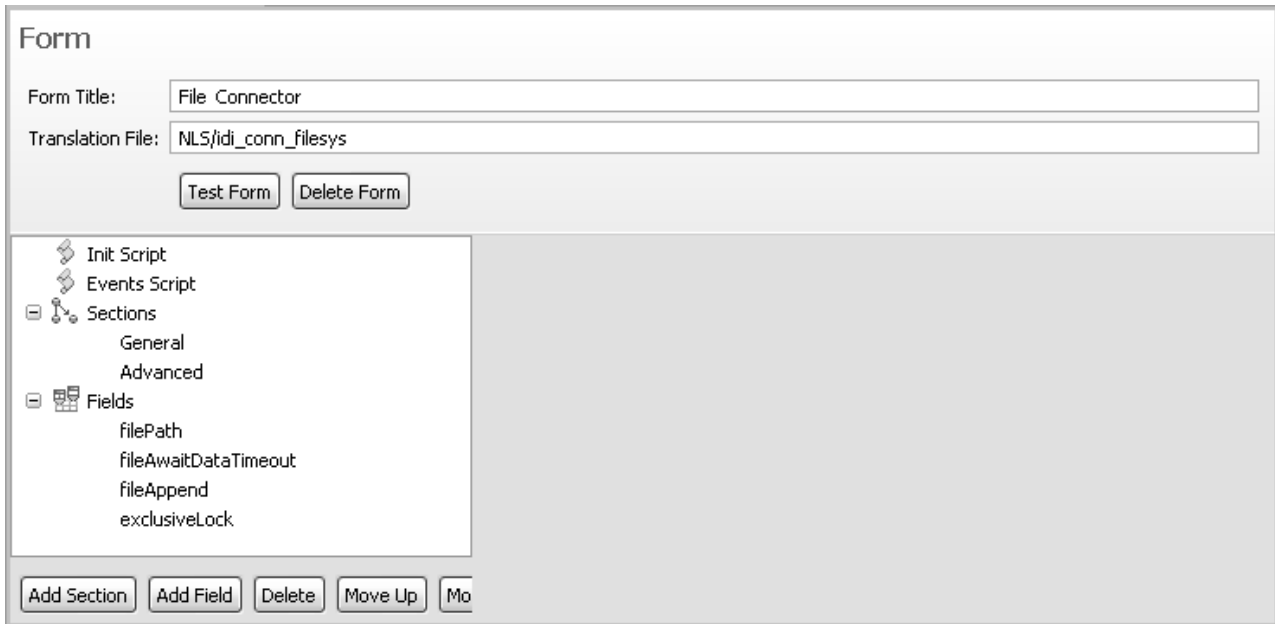 Form
Form Title: File Connector
Translation File: NLS/idi_conn_filesys
Test Form Delete Form
Init Script
Events Script
Sections
General
Advanced
Fields
filePath
fileAwaitDataTimeout
fileAppend
exclusiveLock
Add Section Add Field Delete Move Up Mo